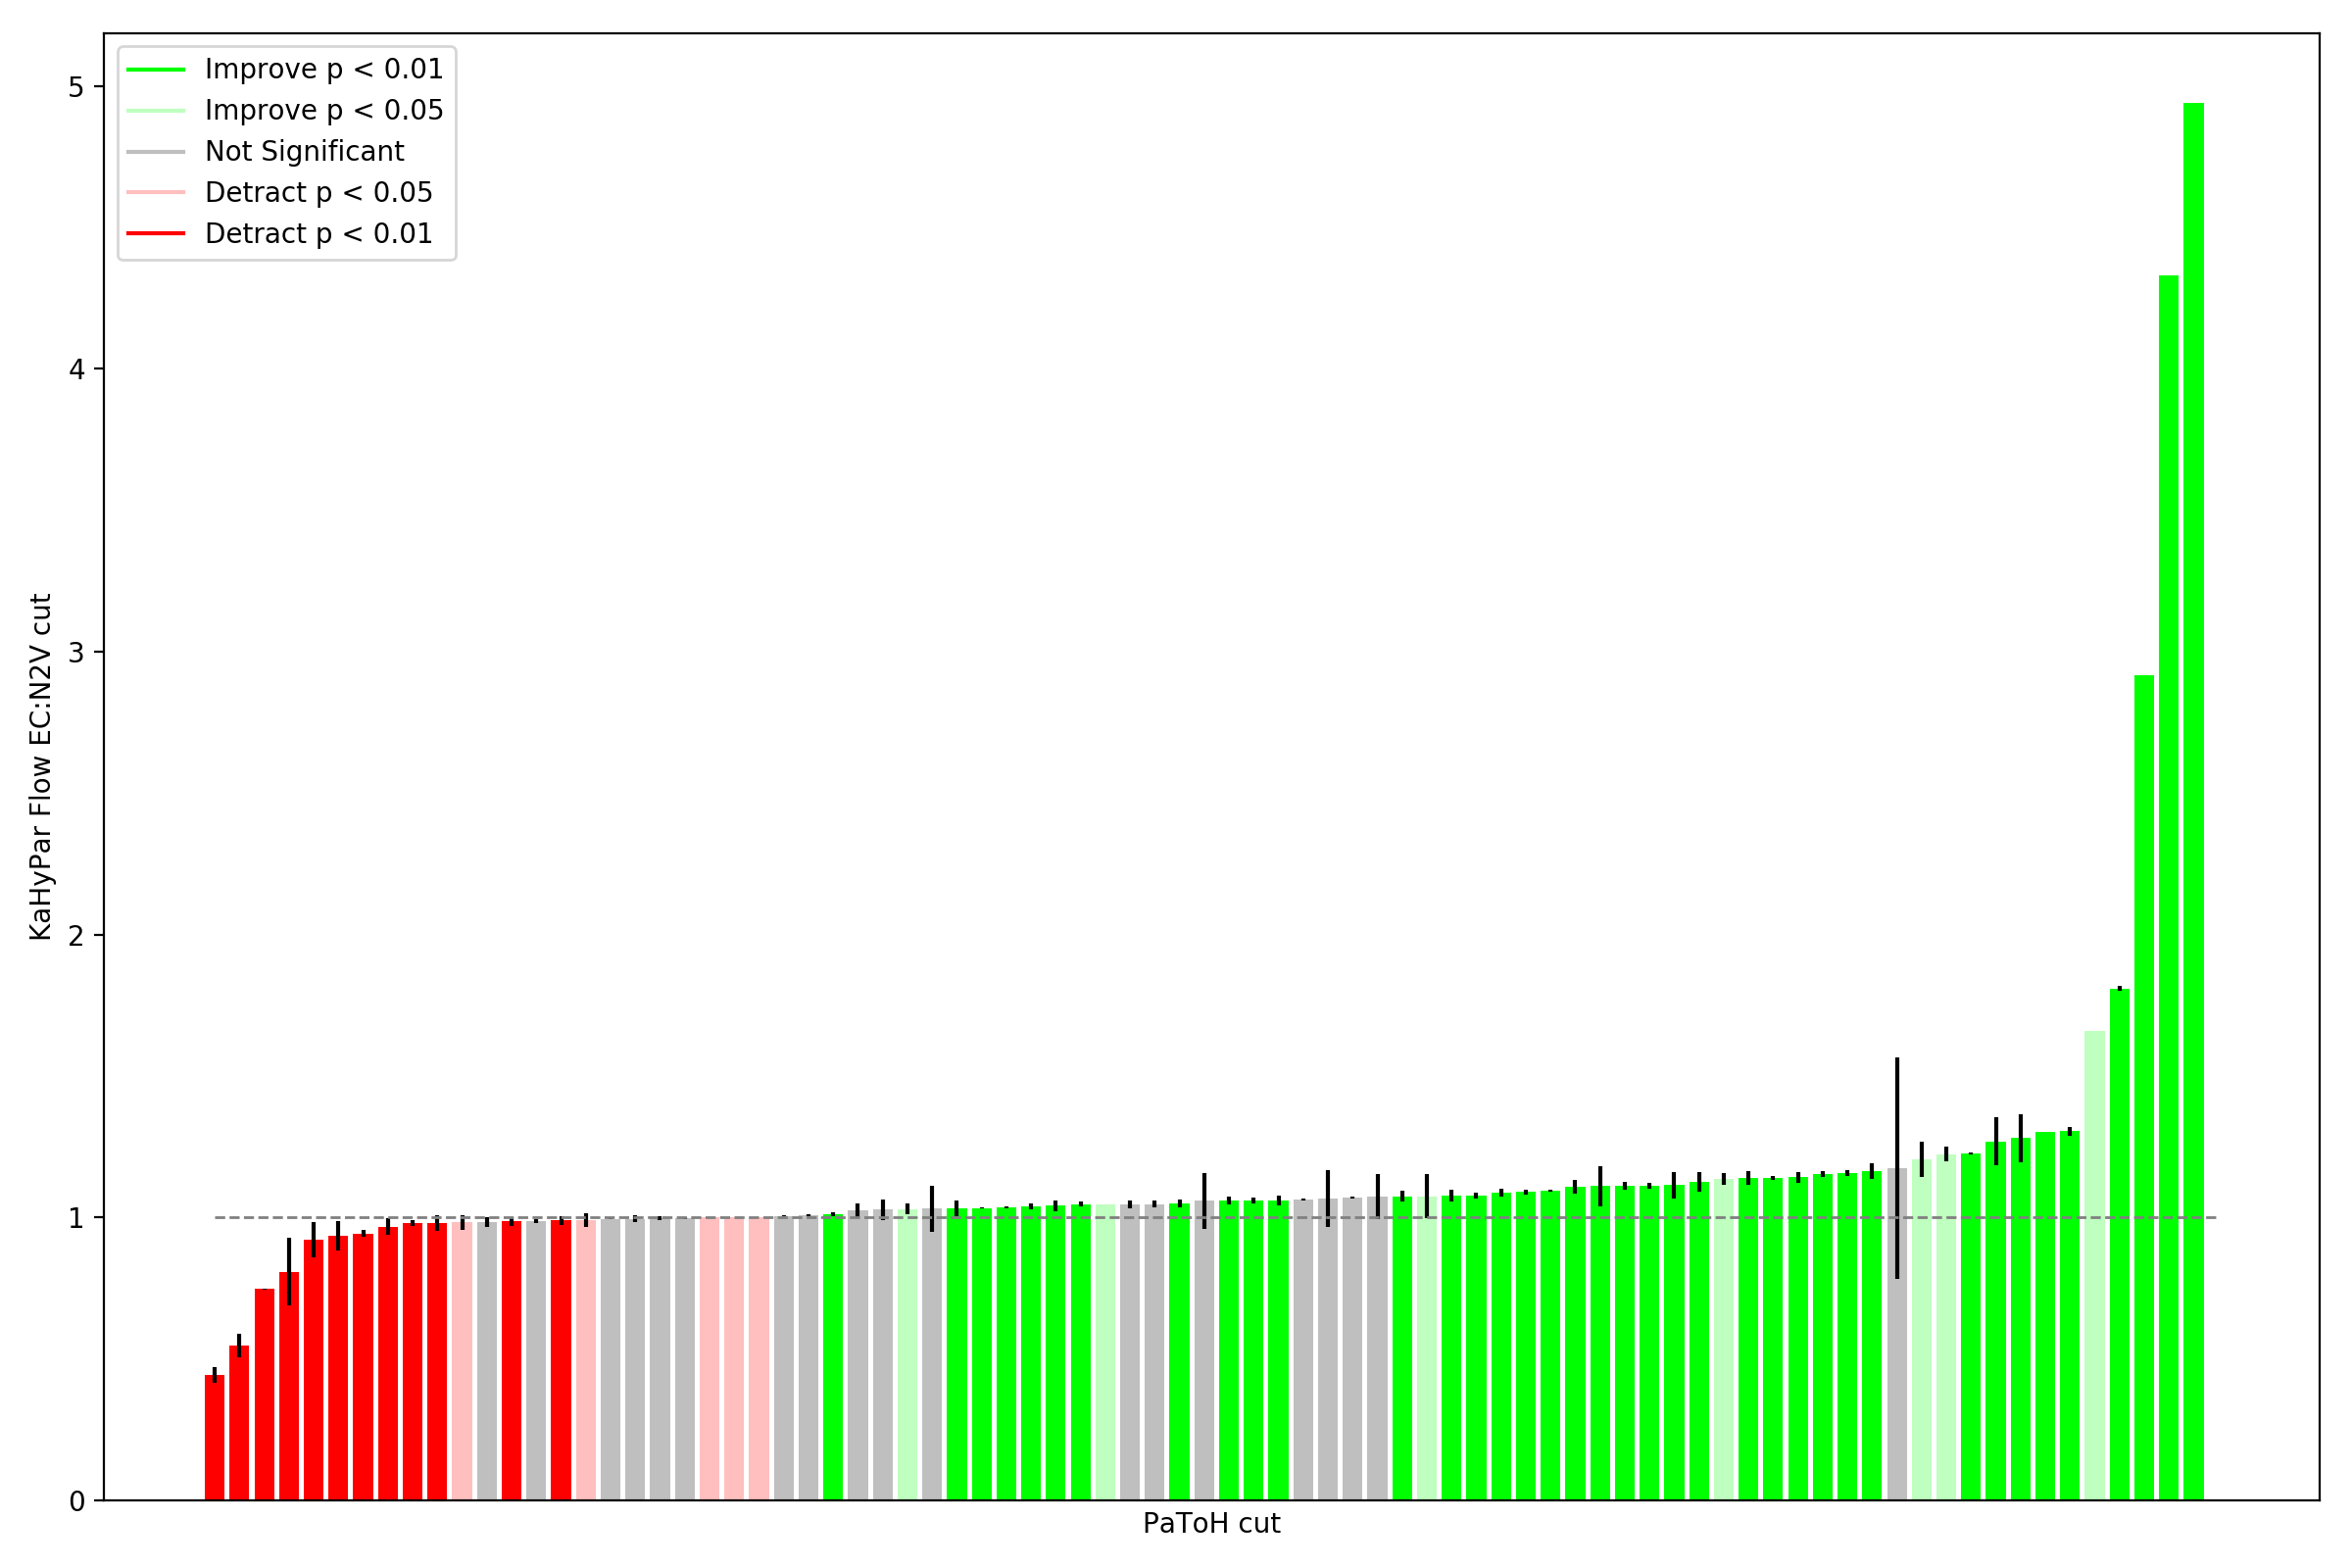 Improve p < 0.01
Improve p < 0.05
Not Significant
Detract p < 0.05
Detract p < 0.01
5
4
3
2
1
0
KaHyPar Flow EC:N2V cut
PaToH cut